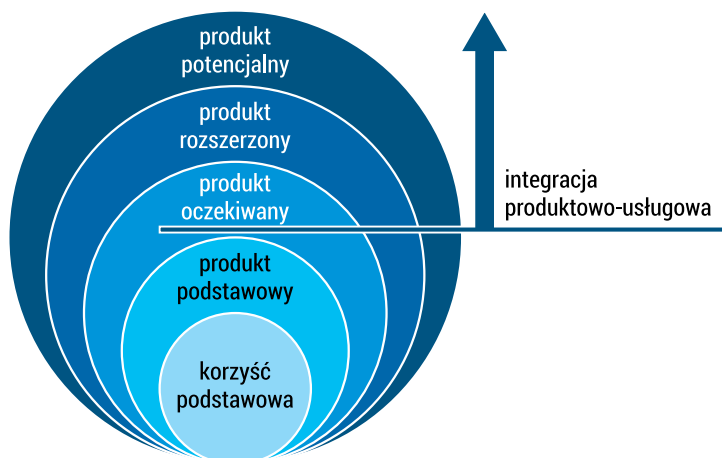 produkt
potencjalny
produkt
rozszerzony
produkt
oczekiwany
integracja
produktowo-usługowa
produkt
podstawowy
korzyść
podstawowa